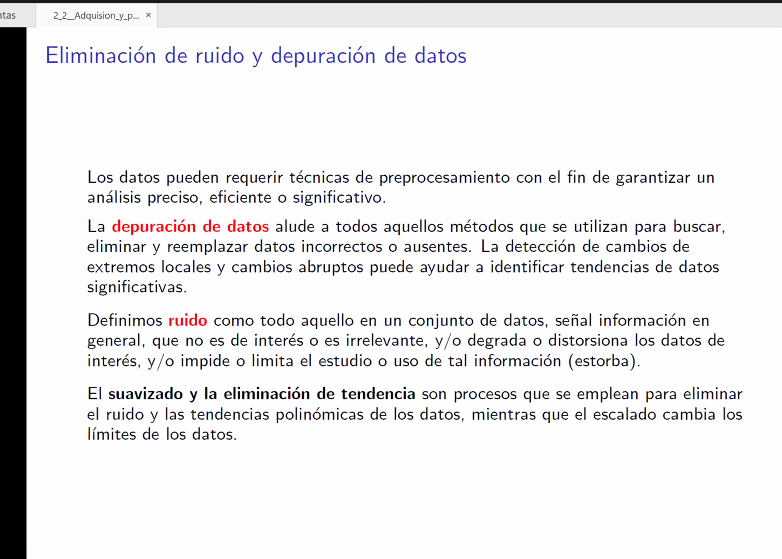 ntas
2_2__Adquision_y_p... ×
Eliminación de ruido y depuración de datos
Los datos pueden requerir técnicas de preprocesamiento con el fin de garantizar un
análisis preciso, eficiente o significativo.
La depuración de datos alude a todos aquellos métodos que se utilizan para buscar,
eliminar y reemplazar datos incorrectos o ausentes. La detección de cambios de
extremos locales y cambios abruptos puede ayudar a identificar tendencias de datos
significativas.
Definimos ruido como todo aquello en un conjunto de datos, señal información en
general, que no es de interés o es irrelevante, y/o degrada o distorsiona los datos de
interés, y/o impide o limita el estudio o uso de tal información (estorba).
El suavizado y la eliminación de tendencia son procesos que se emplean para eliminar
el ruido y las tendencias polinómicas de los datos, mientras que el escalado cambia los
límites de los datos.